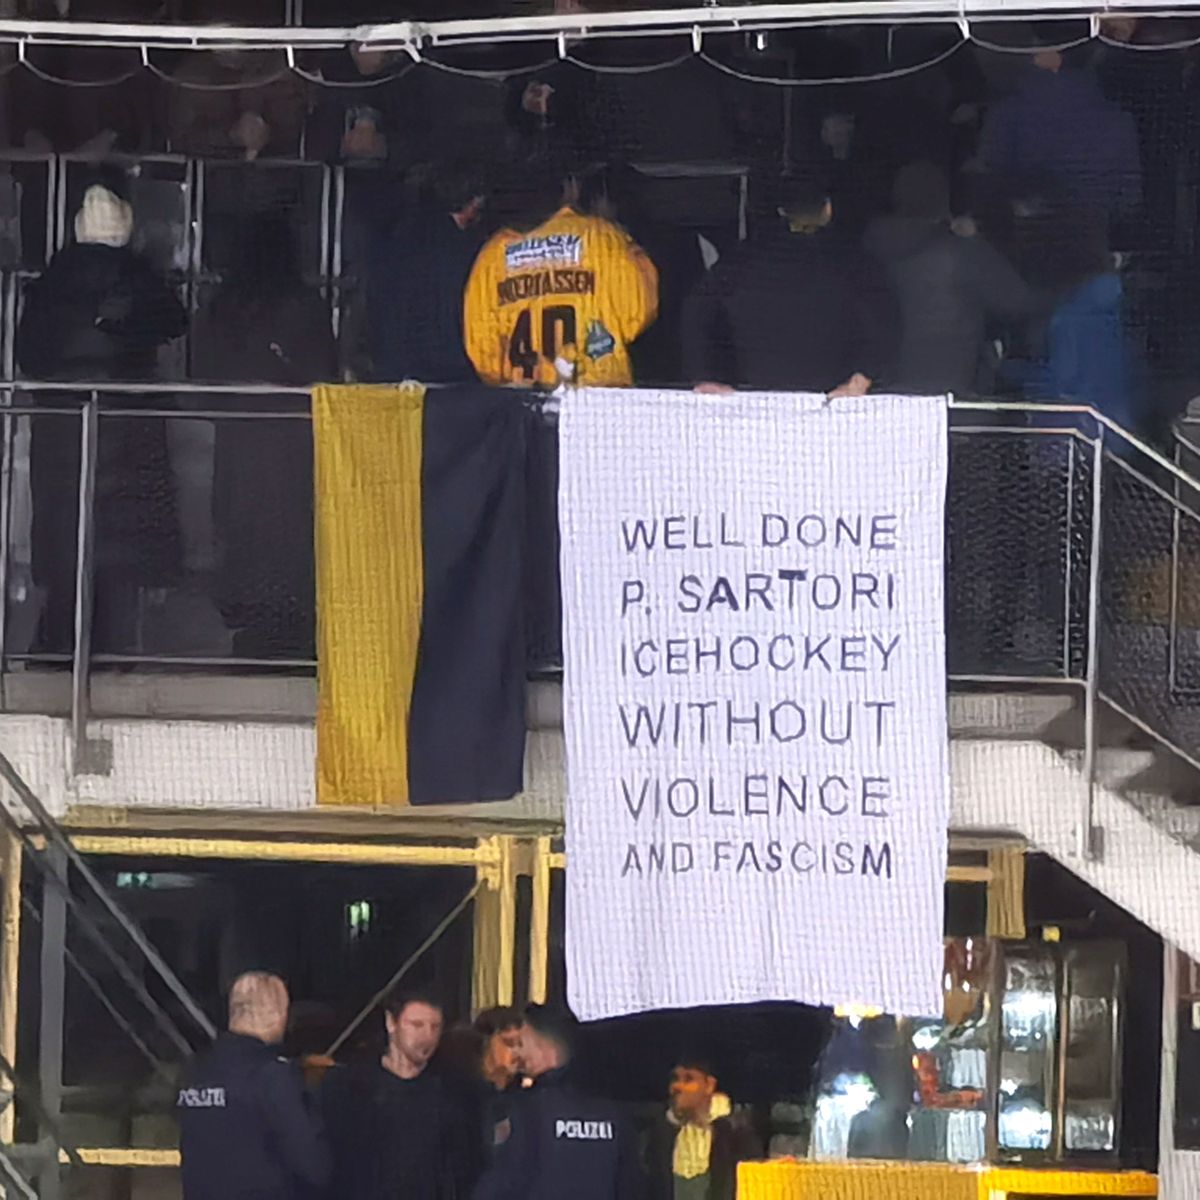 40
WELL DONE
P. SARTORI
ICEHOCKEY
WITHOUT
VIOLENCE
AND FASCISM
POLIZEI
POLIZEI